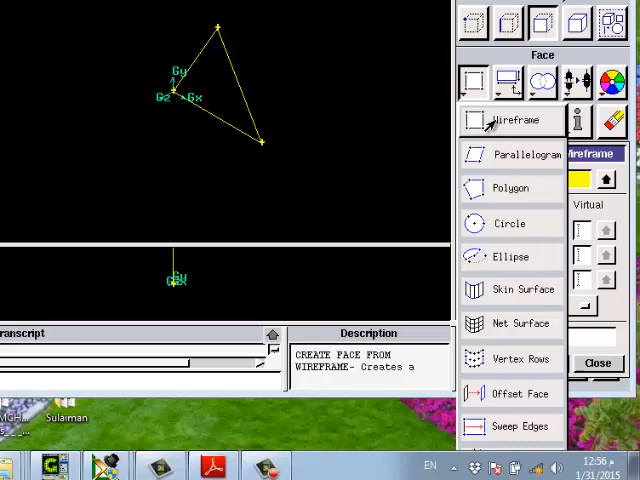 Face
Gy
Gz
Gx
Wireframe
Wireframe
Parallelogram
Virtual
Polygon
Circle
Ellipse
Skin Surface
Gy
Net Surface
ranscript
Description
CREATE FACE FROM
WIREFRAME- Creates a
Vertex Rows
Close
Offset Face
Sweep Edges
Sulaiman
EN
12:56 م
1/31/2015